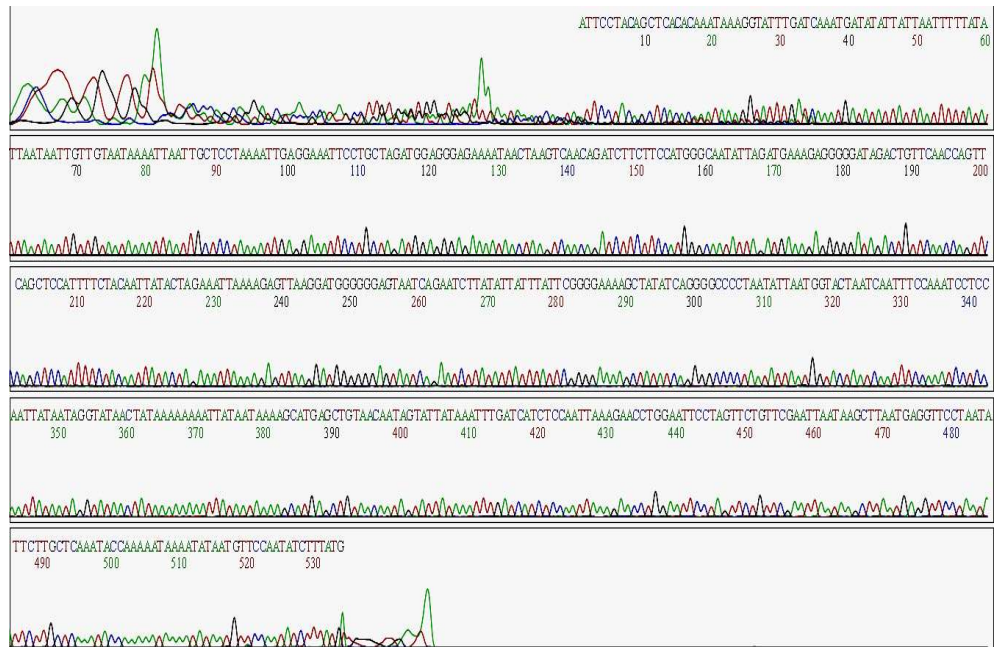 ATTCCTACAGCTCACACAAATAAAGGTATTTGATCAAATGATATATTATTAATTTTTATA
10 20 30 40 50 60
TTAATAATTGTTGTAATAAAATTAATTGCTCCTAAAATTGAGGAAATTCCTGCTAGATGGAGGGAGAAAATAACTAAGTCAACAGATCTTCTTCCATGGGCAATATTAGATGAAAGAGGGGGATAGACTGTTCAACCAGTT
70 80 90 100 110 120 130 140 150 160 170 180 190 200
CAGCTCCATTTTCTACAATTATACTAGAAATTAAAAGAGTTAAGGATGGGGGGAGTAATCAGAATCTTATATTATTTATTCGGGGAAAAGCTATATCAGGGGCCCCTAATATTAATGGTACTAATCAATTTCCAAATCCTCC
210 220 230 240 250 260 270 280 290 300 310 320 330 340
AATTATAATAGGTATAACTATAAAAAAAATTATAATAAAAGCATGAGCTGTAACAATAGTATTATAAATTTGATCATCTCCAATTAAAGAACCTGGAATTCCTAGTTCTGTTCGAATTAATAAGCTTAATGAGGTTCCTAATA
350 360 370 380 390 400 410 420 430 440 450 460 470 480
TTCTTGCTCAAATACCAAAAATAAAATATAATGTTCCAATATCTTTATG
490 500 510 520 530